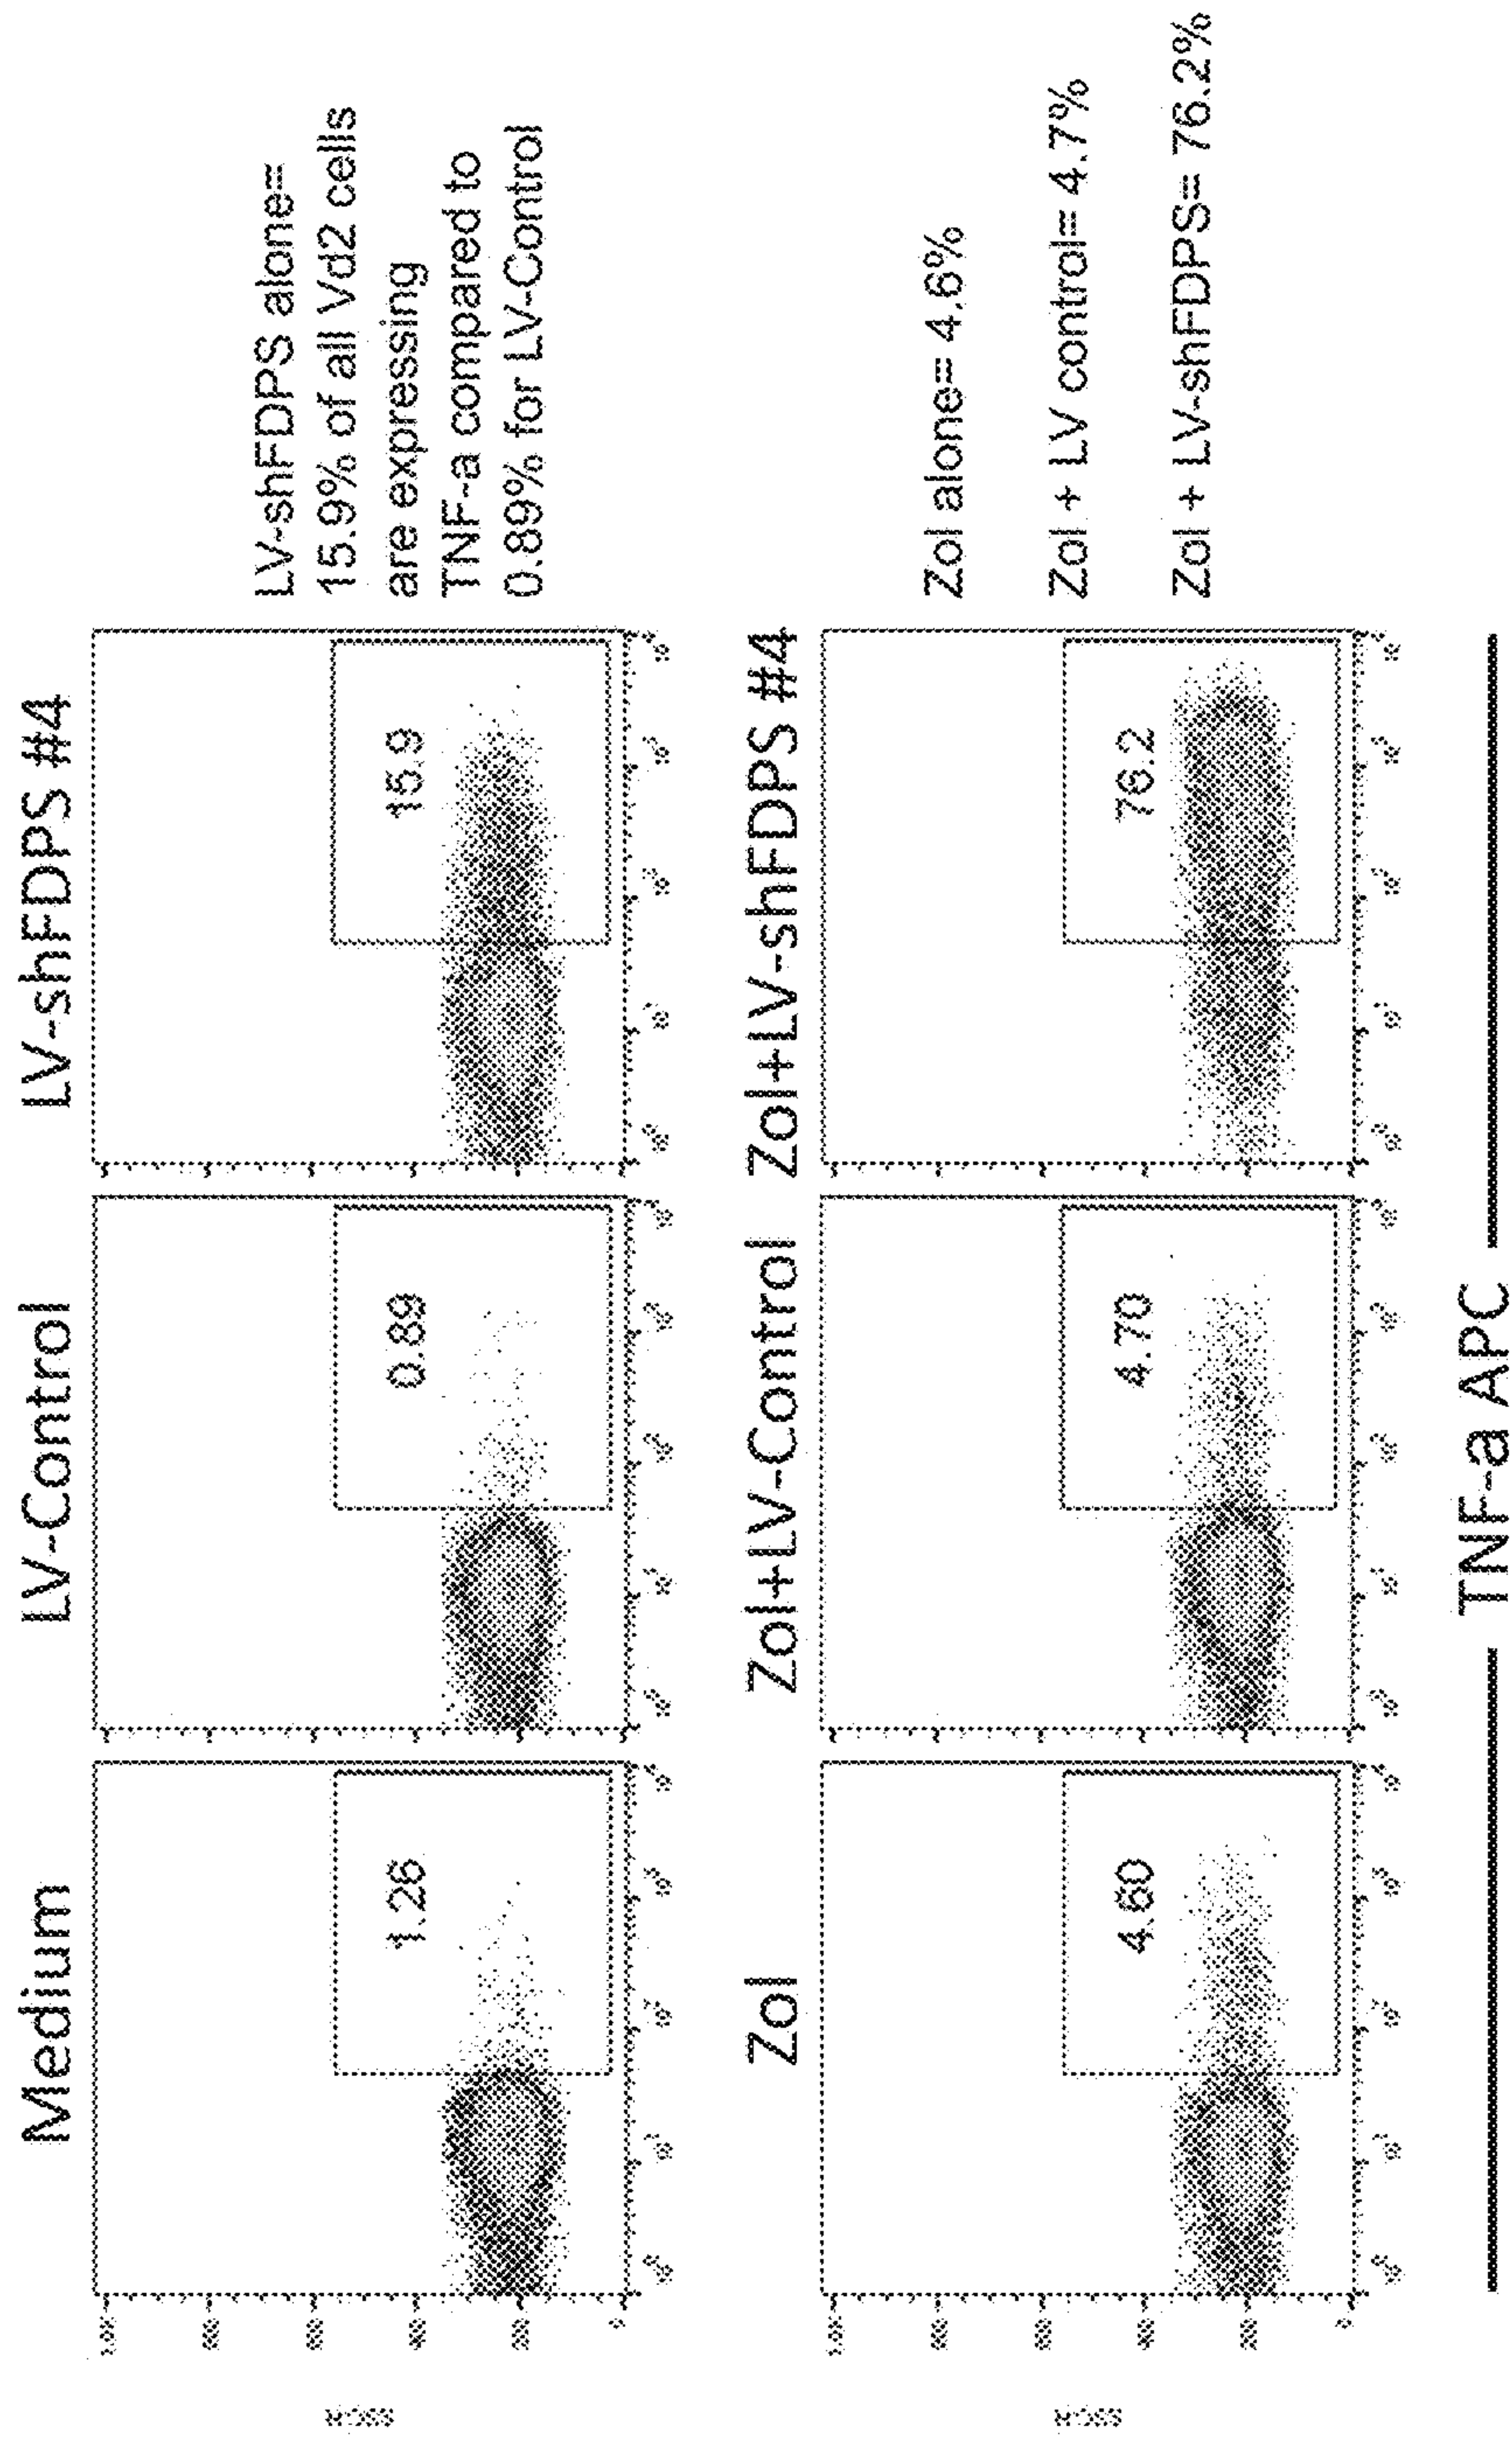 Medium
LV-Control
LV-shFDPS #4
1.26
0.89
15.9
LV-shFDPS alone=
15.9% of all Vd2 cells
are expressing
TNF-a compared to
0.89% for LV-Control
Zol
Zol+LV-Control
Zol+LV-shFDPS #4
4.60
4.70
76.2
Zol alone= 4.6%
Zol + LV control= 4.7%
Zol + LV-shFDPS= 76.2%
TNF-a APC